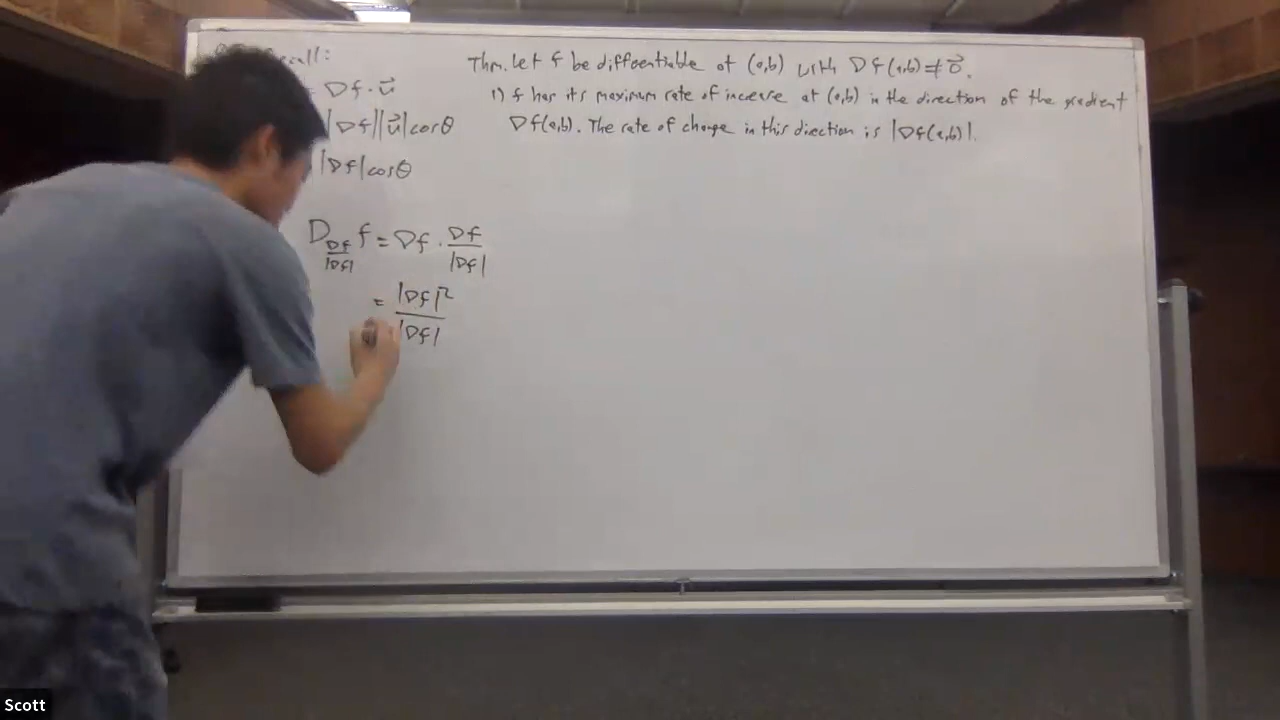 call:
∇f·u⃗
|∇f||u⃗|cosθ
|∇f|cosθ
D_{∇f/|∇f|} f = ∇f · ∇f/|∇f|
= |∇f|²/|∇f|
Thm. Let f be differentiable at (a,b) with ∇f(a,b)≠0⃗.
1) f has its maximum rate of increase at (a,b) in the direction of the gradient
∇f(a,b). The rate of change in this direction is |∇f(a,b)|.
Scott